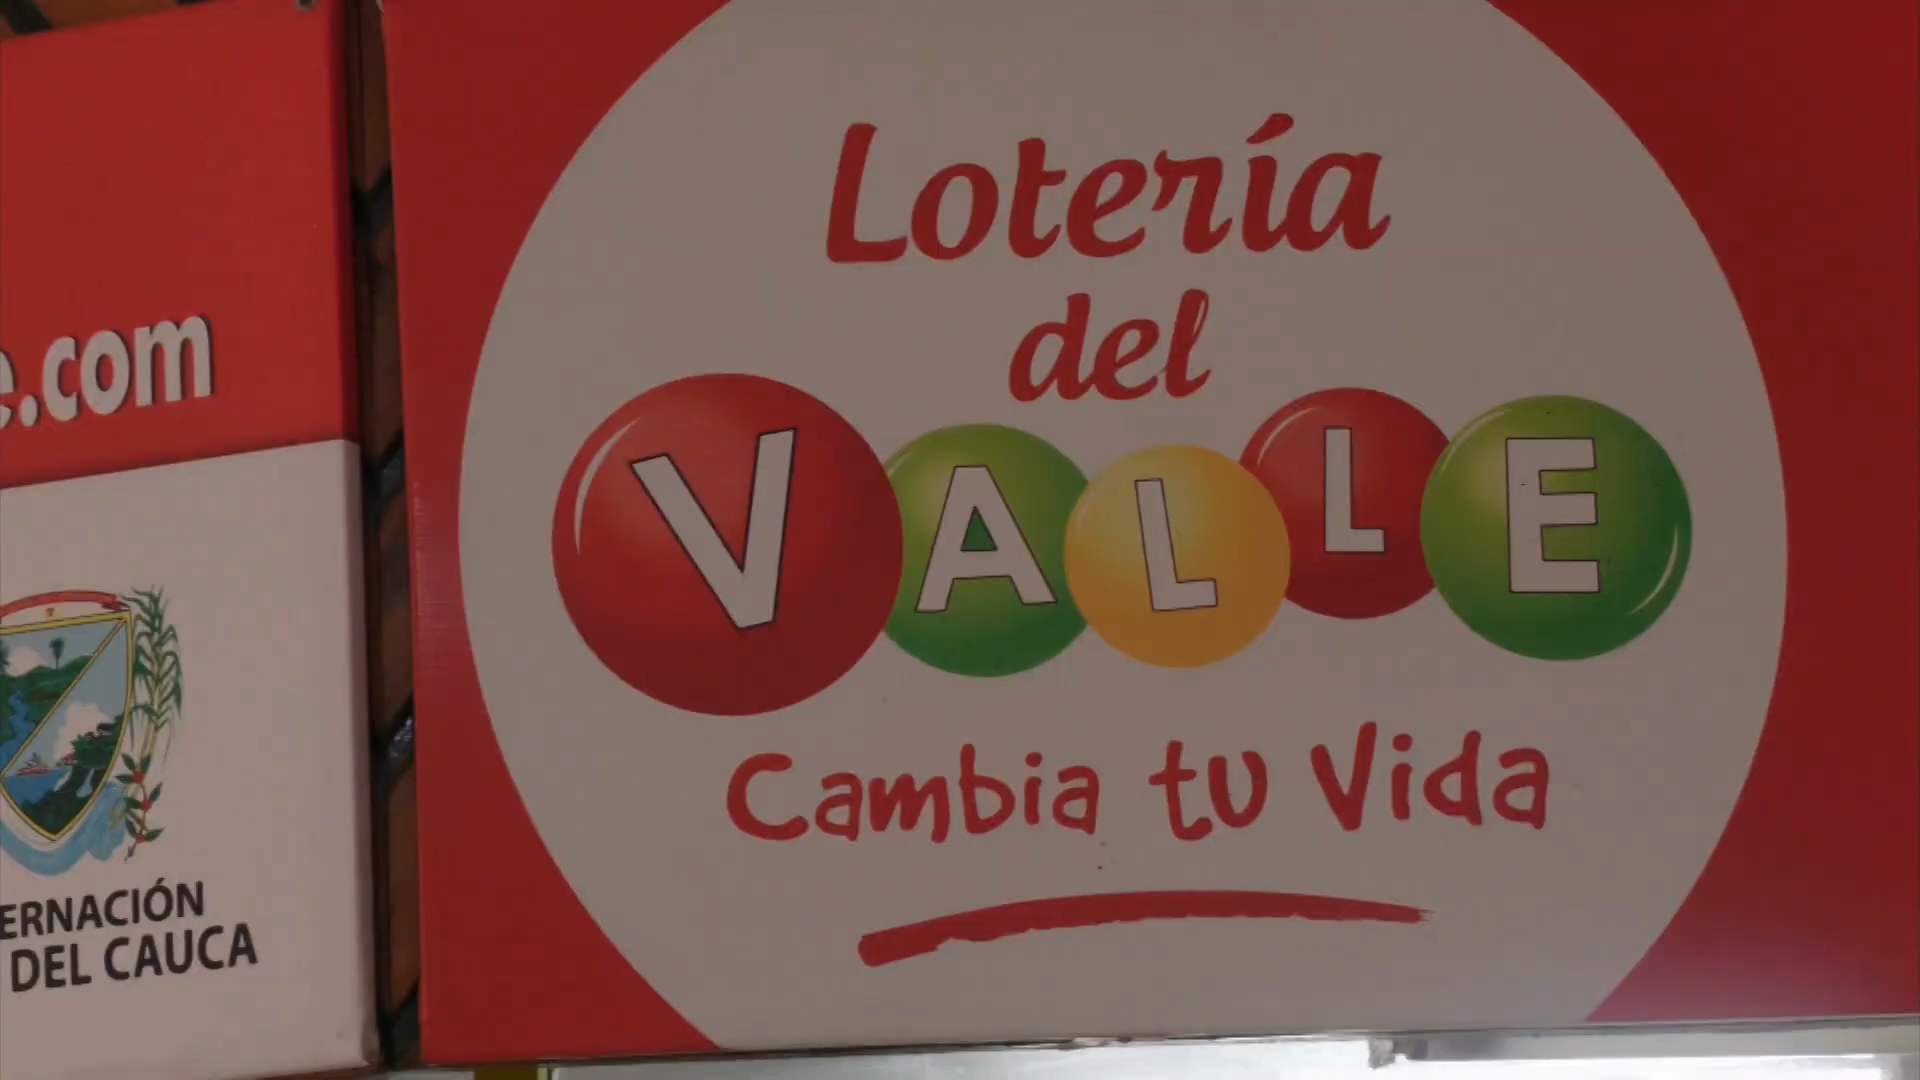 .com
ERNACIÓN
DEL CAUCA
Lotería
del
VALLE
Cambia tu Vida